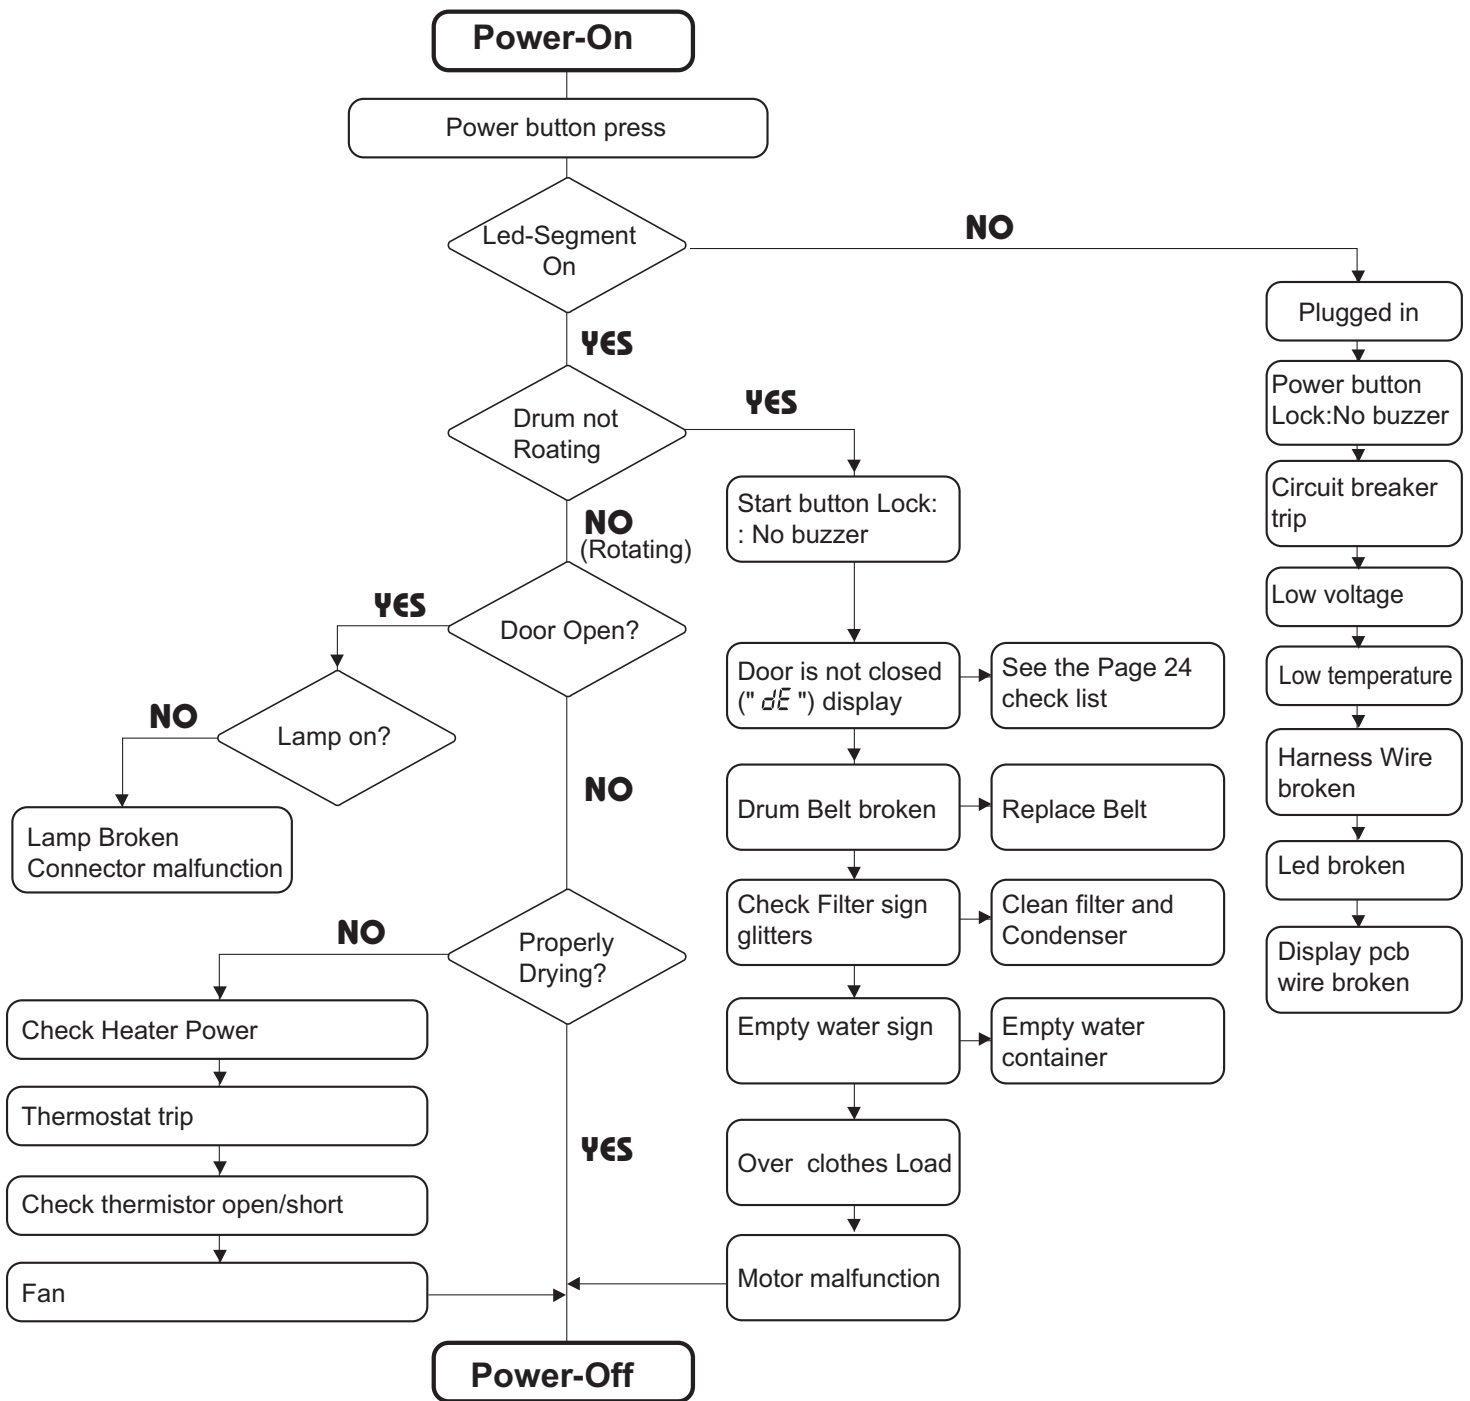 Power-On
Power button press
Led-Segment
On
NO
YES
Plugged in
Power button
Lock:No buzzer
Circuit breaker
trip
Low voltage
Low temperature
Harness Wire
broken
Led broken
Display pcb
wire broken
Drum not
Roating
YES
NO
(Rotating)
Start button Lock:
: No buzzer
Door is not closed
(" dE ") display
See the Page 24
check list
Drum Belt broken
Replace Belt
Check Filter sign
glitters
Clean filter and
Condenser
Empty water sign
Empty water
container
Over clothes Load
Motor malfunction
Door Open?
YES
NO
Lamp on?
NO
Lamp Broken
Connector malfunction
Properly
Drying?
NO
YES
Check Heater Power
Thermostat trip
Check thermistor open/short
Fan
Power-Off